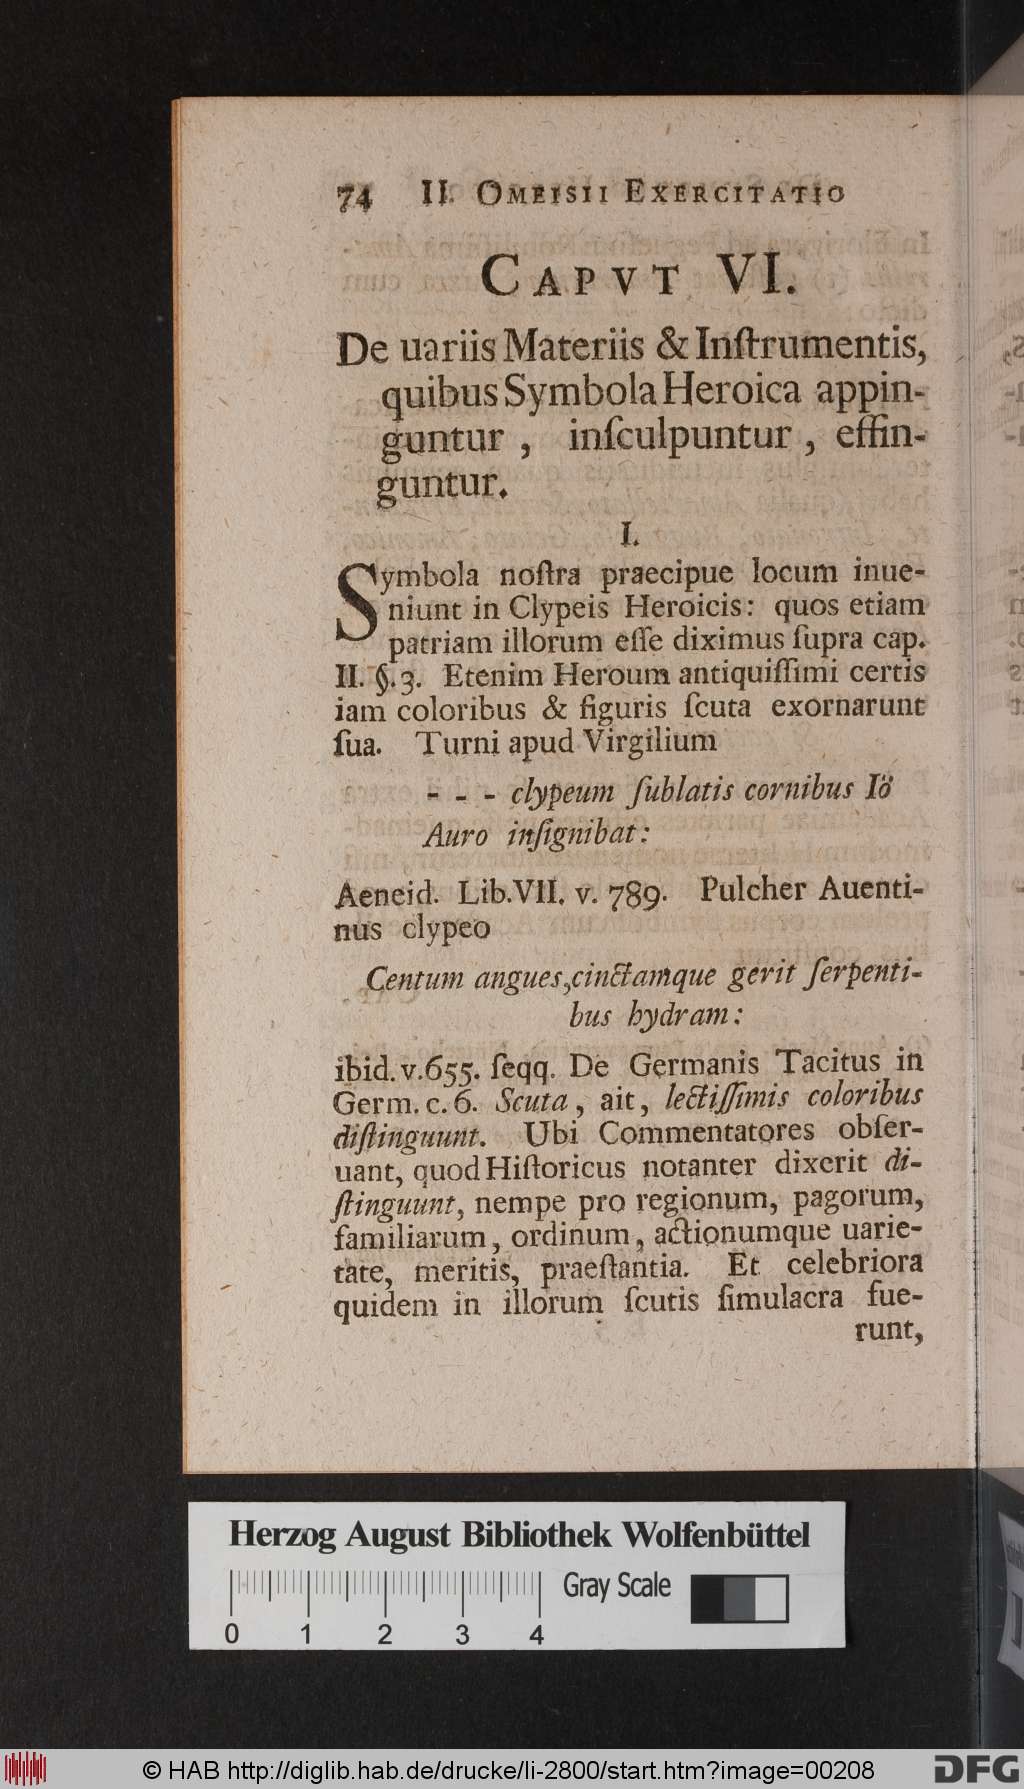 74 II. OMEISII EXERCITATIO
CAPVT VI.
De uariis Materiis & Inſtrumentis,
quibus Symbola Heroica appin-
guntur, inſculpuntur, effin-
guntur.
I.
Symbola noſtra praecipue locum inue-
niunt in Clypeis Heroicis: quos etiam
patriam illorum eſſe diximus ſupra cap.
II. §. 3. Etenim Heroum antiquiſſimi certis
iam coloribus & figuris ſcuta exornarunt
ſua. Turni apud Virgilium
- - - clypeum ſublatis cornibus Iö
Auro inſignibat:
Aeneid. Lib. VII. v. 789. Pulcher Auenti-
nus clypeo
Centum angues, cinctamque gerit ſerpenti-
bus hydram:
ibid. v. 655. ſeqq. De Germanis Tacitus in
Germ. c. 6. Scuta, ait, lectiſſimis coloribus
diſtinguunt. Ubi Commentatores obſer-
uant, quod Hiſtoricus notanter dixerit di-
ſtinguunt, nempe pro regionum, pagorum,
familiarum, ordinum, actionumque uarie-
tate, meritis, praeſtantia. Et celebriora
quidem in illorum ſcutis ſimulacra fue-
runt,
Herzog August Bibliothek Wolfenbüttel
Gray Scale
0 1 2 3 4
© HAB http://diglib.hab.de/drucke/li-2800/start.htm?image=00208
DFG